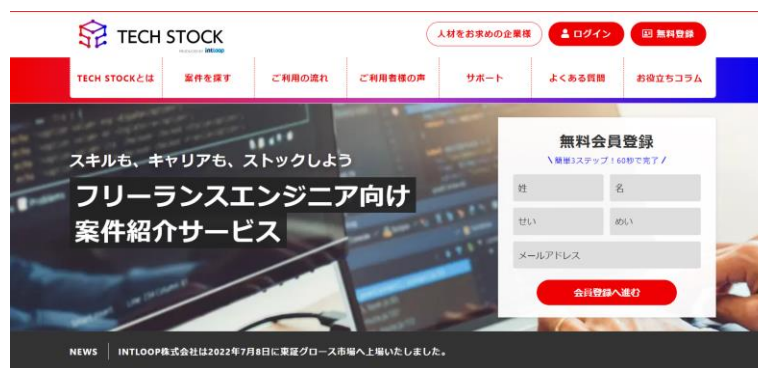 TECH STOCK
INTLOOP
人材をお求めの企業様
ログイン
無料登録
TECH STOCKとは
案件を探す
ご利用の流れ
ご利用者様の声
サポート
よくある質問
お役立ちコラム
スキルも、キャリアも、ストックしよう
フリーランスエンジニア向け
案件紹介サービス
無料会員登録
\ 簡単3ステップ!60秒で完了 /
姓
名
せい
めい
メールアドレス
会員登録へ進む
NEWS
INTLOOP株式会社は2022年7月8日に東証グロース市場へ上場いたしました。